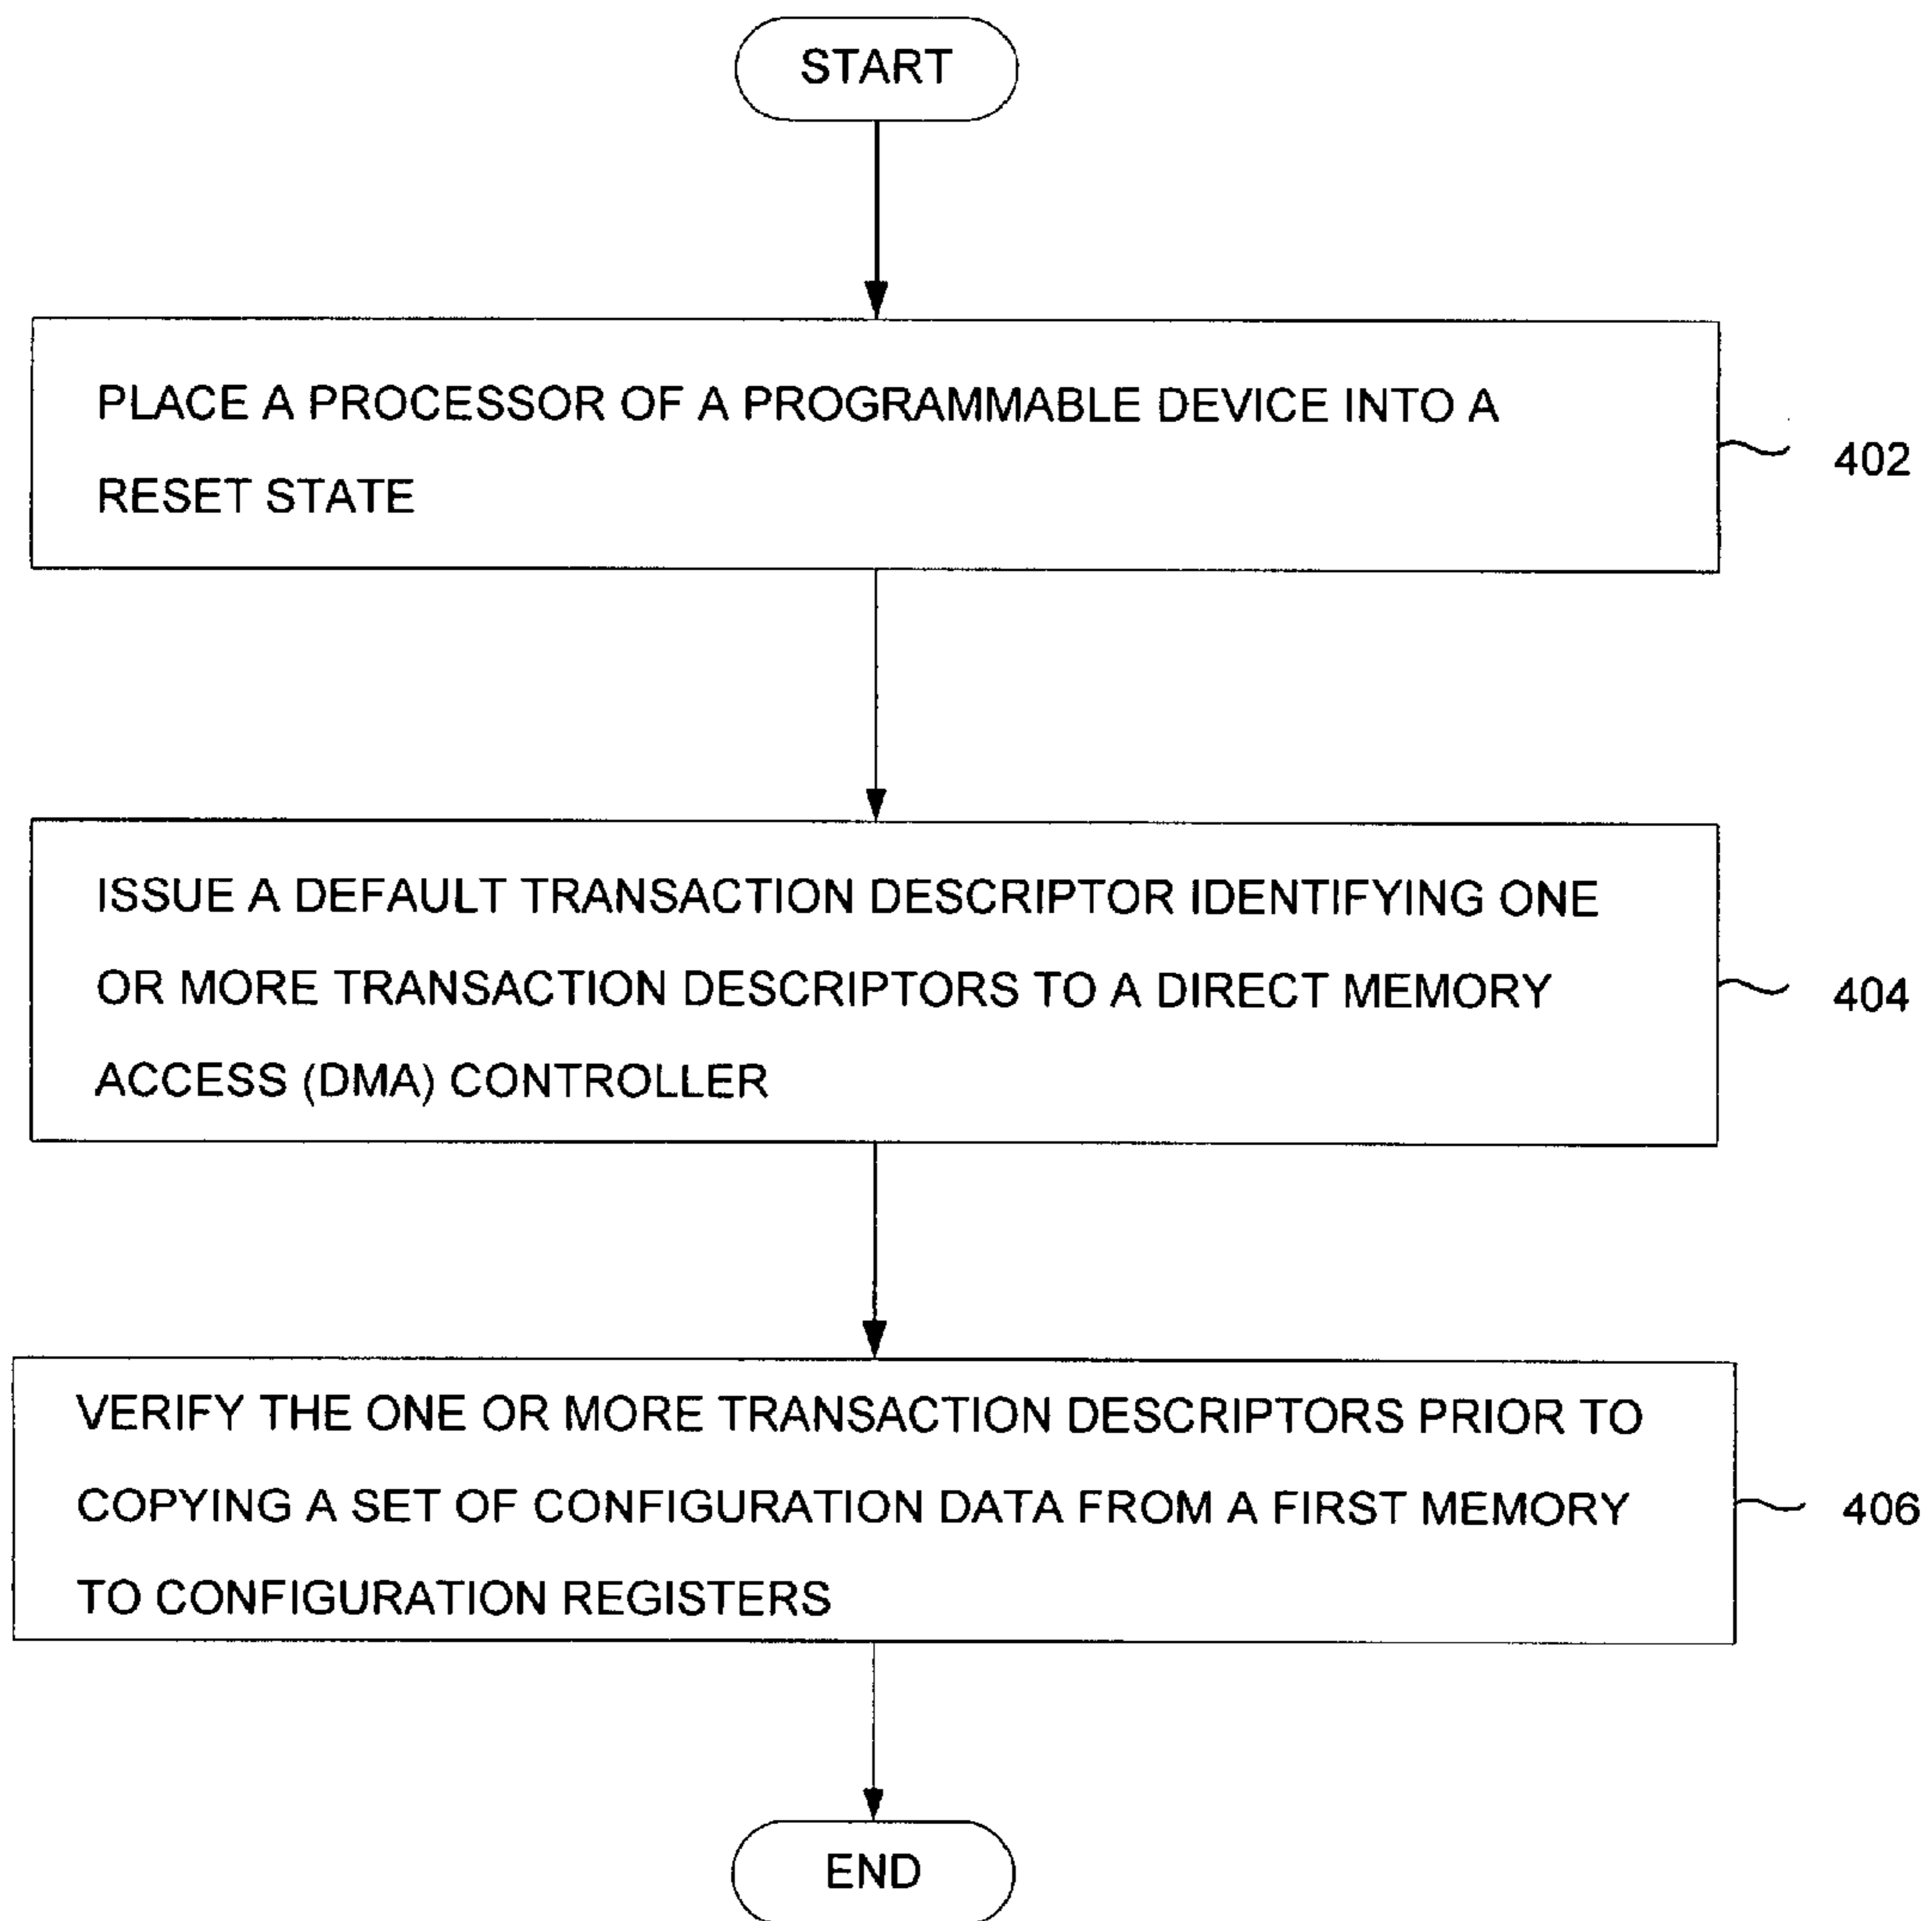 START
PLACE A PROCESSOR OF A PROGRAMMABLE DEVICE INTO A
RESET STATE
402
ISSUE A DEFAULT TRANSACTION DESCRIPTOR IDENTIFYING ONE
OR MORE TRANSACTION DESCRIPTORS TO A DIRECT MEMORY
ACCESS (DMA) CONTROLLER
404
VERIFY THE ONE OR MORE TRANSACTION DESCRIPTORS PRIOR TO
COPYING A SET OF CONFIGURATION DATA FROM A FIRST MEMORY
TO CONFIGURATION REGISTERS
406
END